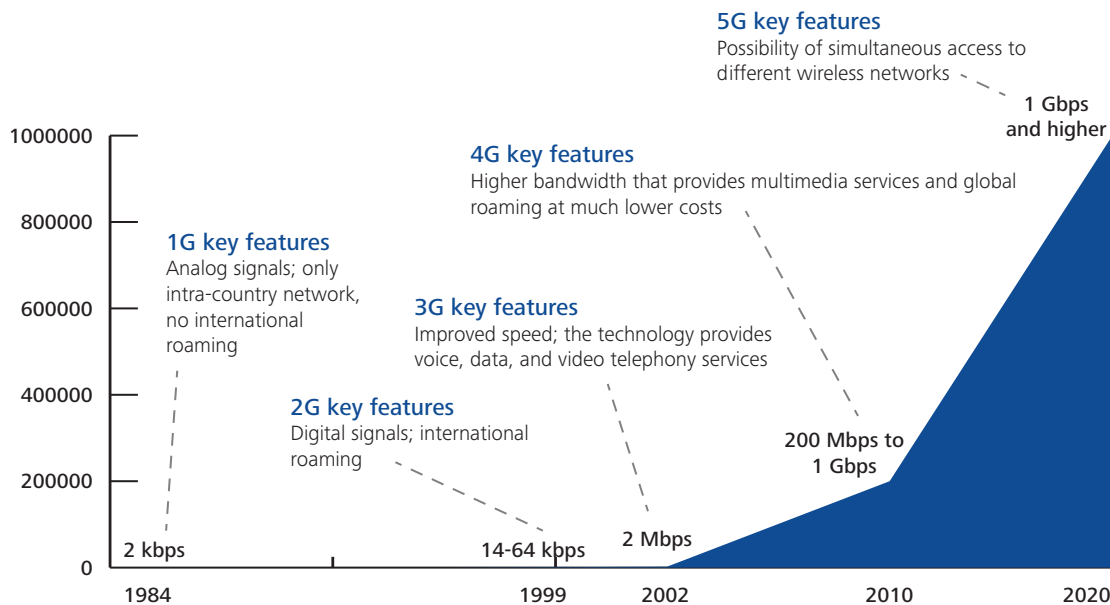 5G key features
Possibility of simultaneous access to
different wireless networks
1 Gbps
and higher
1000000
4G key features
Higher bandwidth that provides multimedia services and global
roaming at much lower costs
800000
1G key features
Analog signals; only
intra-country network,
no international
roaming
600000
3G key features
Improved speed; the technology provides
voice, data, and video telephony services
400000
2G key features
Digital signals; international
roaming
200 Mbps to
1 Gbps
200000
2 kbps
14-64 kbps
2 Mbps
0
1984
1999
2002
2010
2020